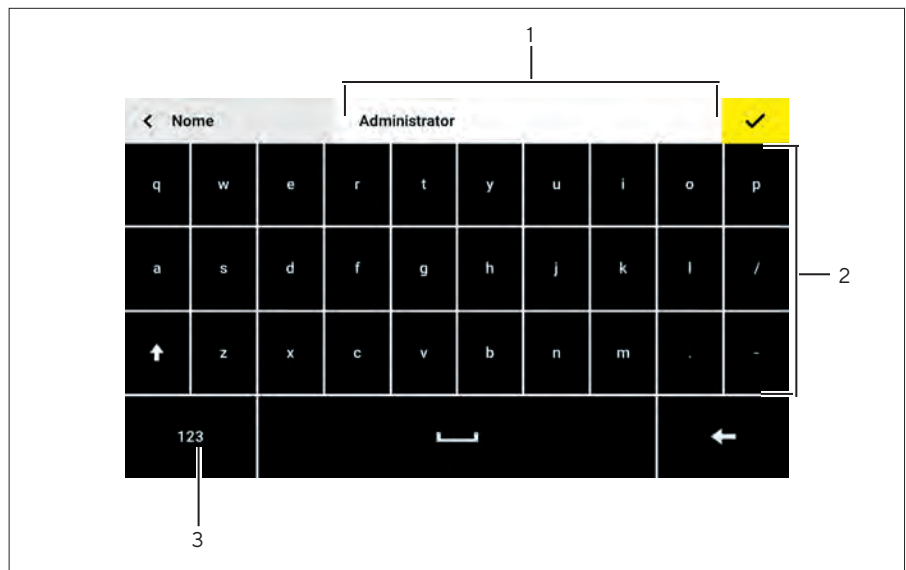 1
Nome Administrator
q w e r t y u i o p
a s d f g h j k l /
2
z x c v b n m . -
123
3